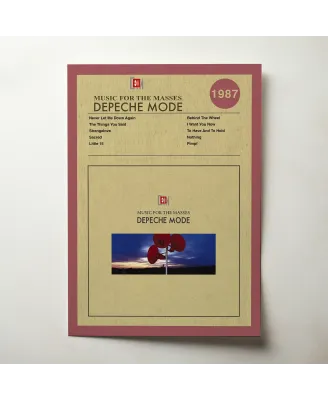 MUSIC FOR THE MASSES
DEPECHE MODE
1987
Never Let Me Down Again
The Things You Said
Strangelove
Sacred
Little 15
Behind The Wheel
I Want You Now
To Have And To Hold
Nothing
Pimpf
MUSIC FOR THE MASSES
DEPECHE MODE